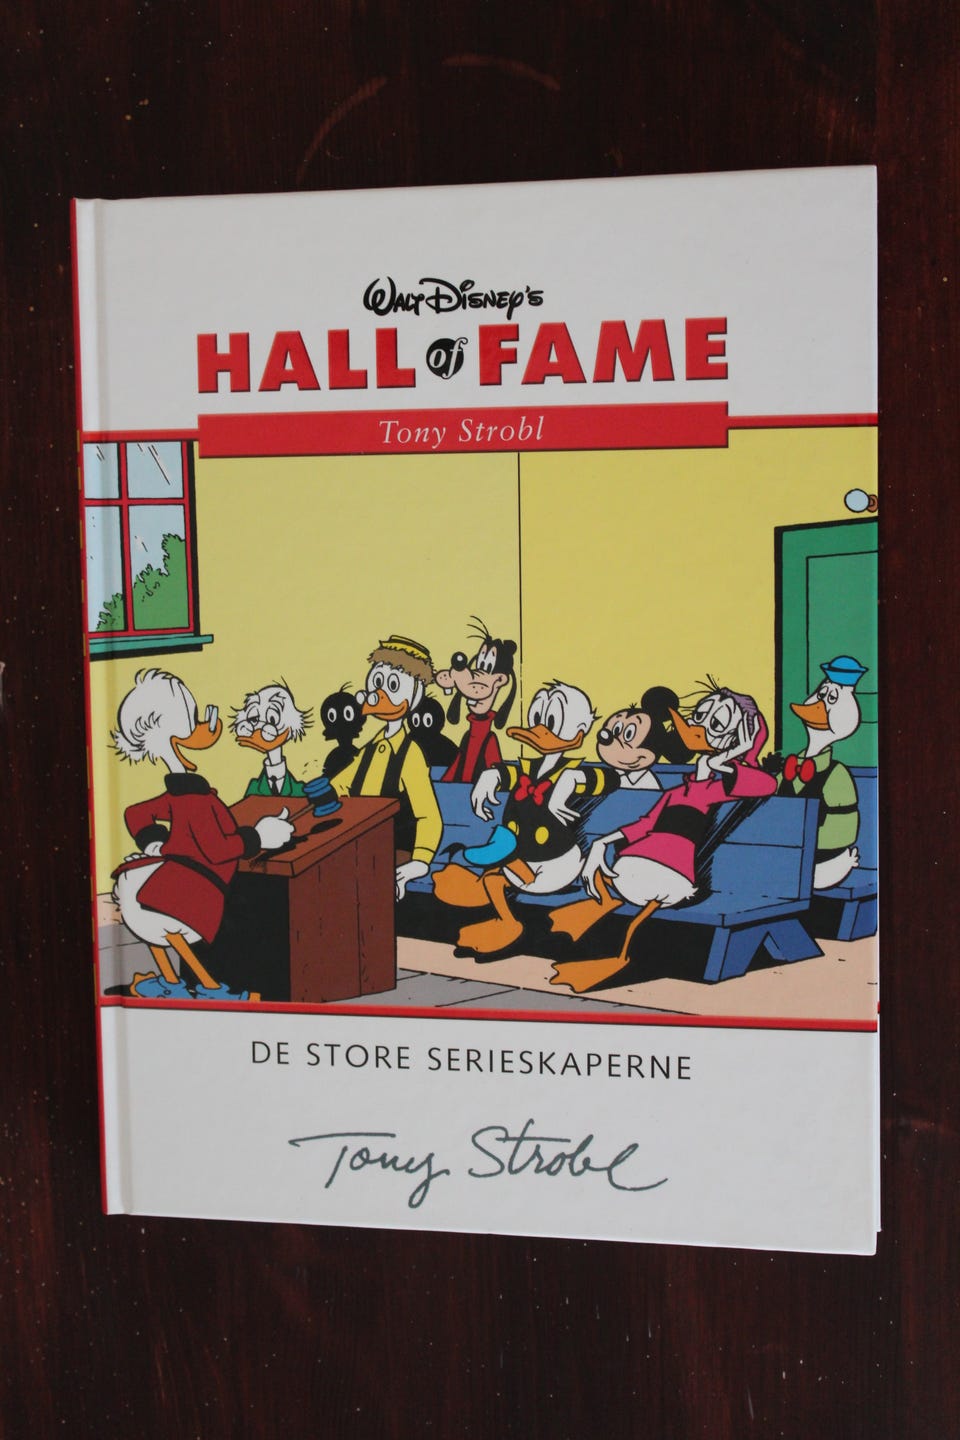 WALT DISNEY'S
HALL of FAME
Tony Strobl
DE STORE SERIESKAPERNE
Tony Strobl